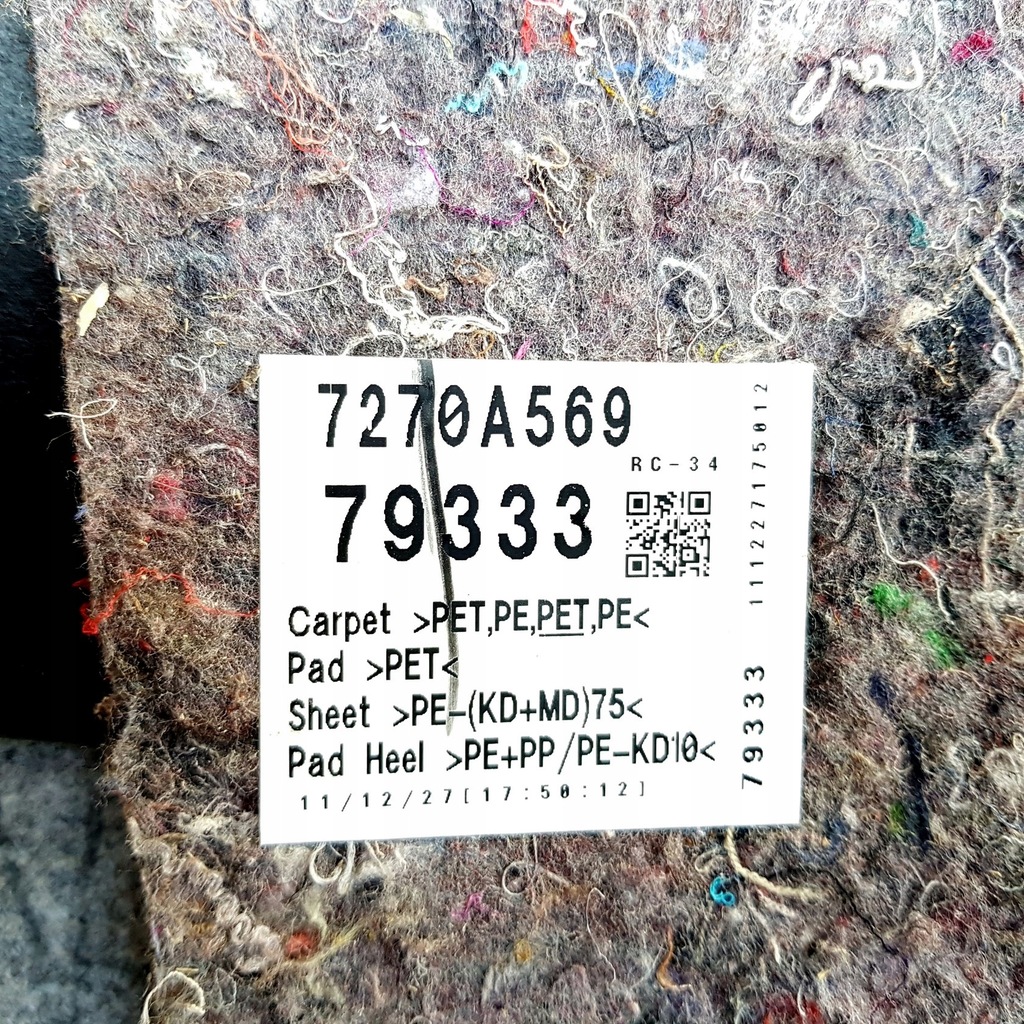 7270A569
RC-34
79333
Carpet >PET,PE,PET,PE<
Pad >PET<
Sheet >PE-(KD+MD)75<
Pad Heel >PE+PP/PE-KD10<
11/12/27[17:50:12]
79333 111227175012